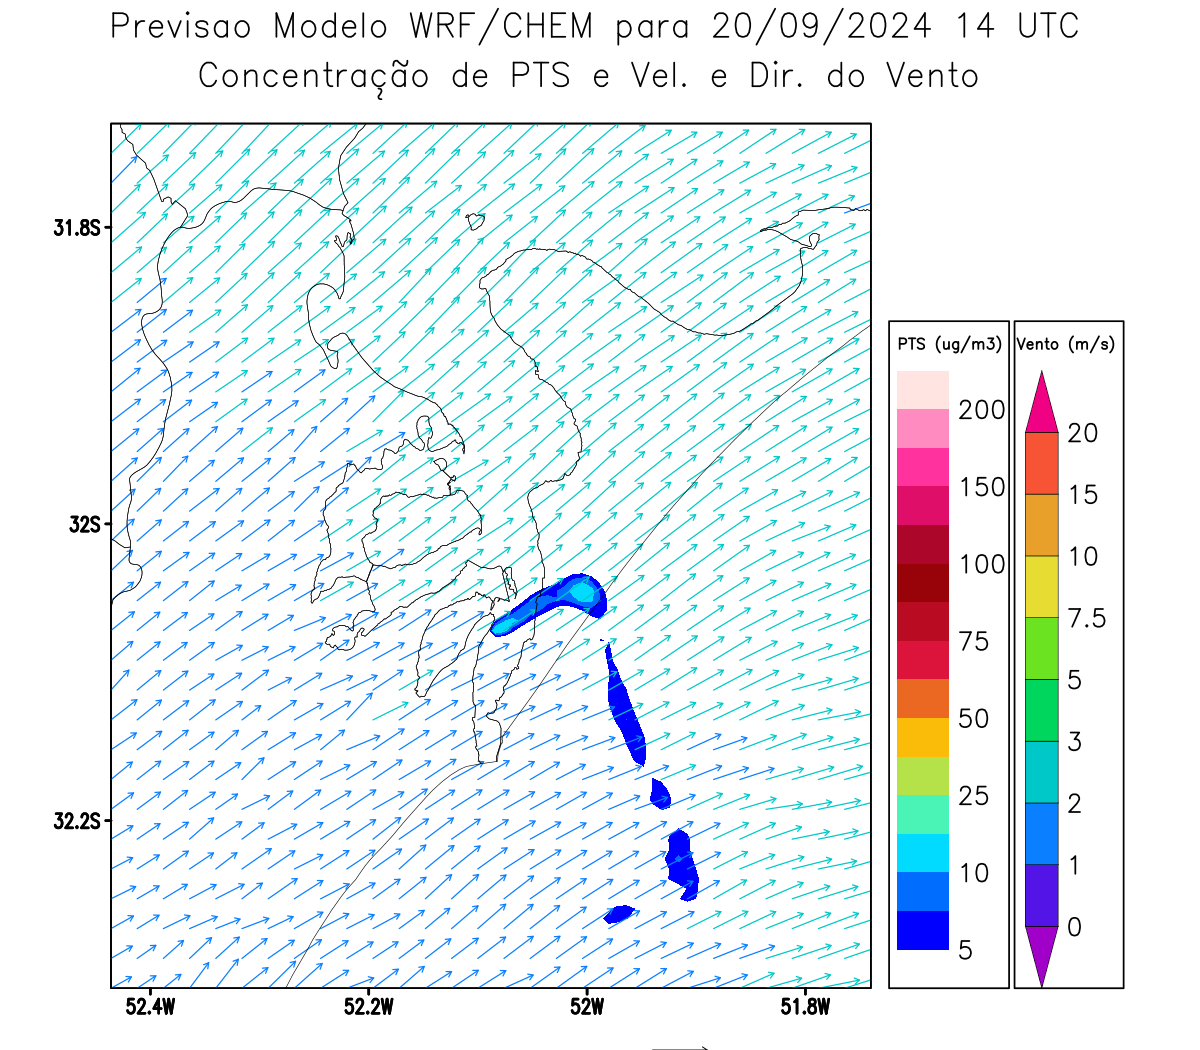 Previsao Modelo WRF/CHEM para 20/09/2024 14 UTC
Concentração de PTS e Vel. e Dir. do Vento
31.8S
32S
32.2S
52.4W 52.2W 52W 51.8W
PTS (ug/m3)
200
150
100
75
50
25
10
5
Vento (m/s)
20
15
10
7.5
5
3
2
1
0